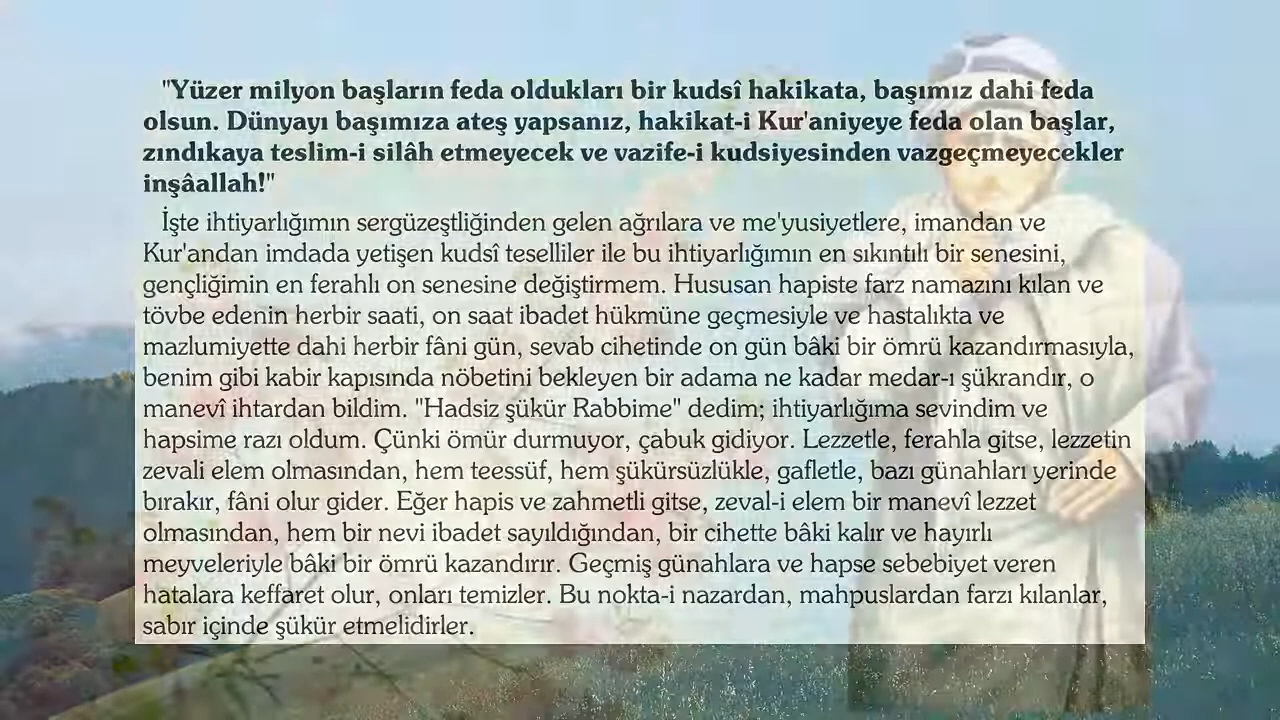 "Yüzer milyon başların feda oldukları bir kudsî hakikata, başımız dahi feda
olsun. Dünyayı başımıza ateş yapsanız, hakikat-i Kur'aniyeye feda olan başlar,
zındıkaya teslim-i silâh etmeyecek ve vazife-i kudsiyesinden vazgeçmeyecekler
inşâallah!"
İşte ihtiyarlığımın sergüzeştliğinden gelen ağrılara ve me'yusiyetlere, imandan ve
Kur'andan imdada yetişen kudsî teselliler ile bu ihtiyarlığımın en sıkıntılı bir senesini,
gençliğimin en ferahlı on senesine değiştirmem. Hususan hapiste farz namazını kılan ve
tövbe edenin herbir saati, on saat ibadet hükmüne geçmesiyle ve hastalıkta ve
mazlumiyette dahi herbir fâni gün, sevab cihetinde on gün bâki bir ömrü kazandırmasıyla,
benim gibi kabir kapısında nöbetini bekleyen bir adama ne kadar medar-ı şükrandır, o
manevî ihtardan bildim. "Hadsiz şükür Rabbime" dedim; ihtiyarlığıma sevindim ve
hapsime razı oldum. Çünki ömür durmuyor, çabuk gidiyor. Lezzetle, ferahla gitse, lezzetin
zevali elem olmasından, hem teessüf, hem şükürsüzlükle, gafletle, bazı günahları yerinde
bırakır, fâni olur gider. Eğer hapis ve zahmetli gitse, zeval-i elem bir manevî lezzet
olmasından, hem bir nevi ibadet sayıldığından, bir cihette bâki kalır ve hayırlı
meyveleriyle bâki bir ömrü kazandırır. Geçmiş günahlara ve hapse sebebiyet veren
hatalara keffaret olur, onları temizler. Bu nokta-i nazardan, mahpuslardan farzı kılanlar,
sabır içinde şükür etmelidirler.